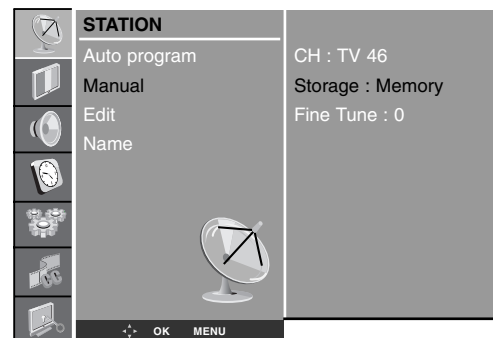 STATION
Auto program
Manual
Edit
Name
CH : TV 46
Storage : Memory
Fine Tune : 0
OK MENU